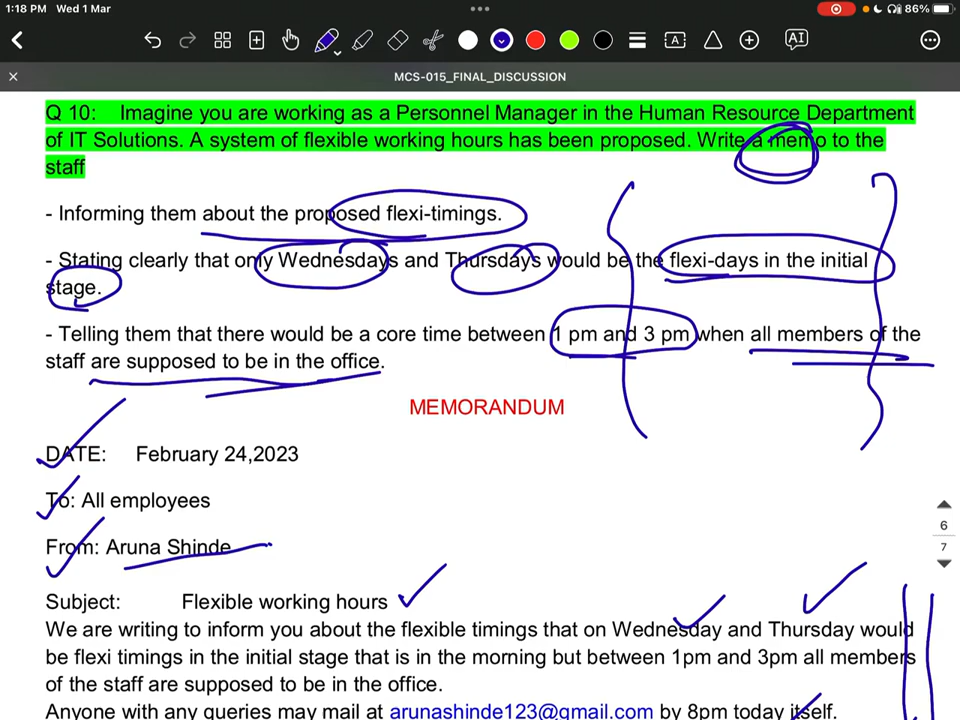 1:18 PM Wed 1 Mar
86%
A
AI
MCS-015_FINAL_DISCUSSION
Q 10: Imagine you are working as a Personnel Manager in the Human Resource Department
of IT Solutions. A system of flexible working hours has been proposed. Write a memo to the
staff
- Informing them about the proposed flexi-timings.
- Stating clearly that only Wednesdays and Thursdays would be the flexi-days in the initial
stage.
- Telling them that there would be a core time between 1 pm and 3 pm when all members of the
staff are supposed to be in the office.
MEMORANDUM
DATE: February 24,2023
To: All employees
From: Aruna Shinde
6
7
Subject: Flexible working hours
We are writing to inform you about the flexible timings that on Wednesday and Thursday would
be flexi timings in the initial stage that is in the morning but between 1pm and 3pm all members
of the staff are supposed to be in the office.
Anyone with any queries may mail at arunashinde123@gmail.com by 8pm today itself.